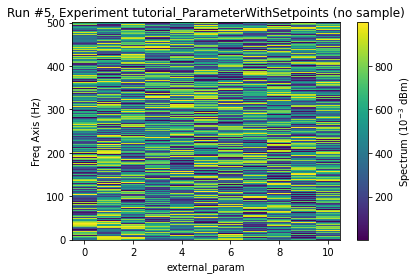 Run #5, Experiment tutorial_ParameterWithSetpoints (no sample)
500
400
300
200
100
0
Freq Axis (Hz)
0 2 4 6 8 10
external_param
800
600
400
200
Spectrum (10⁻³ dBm)